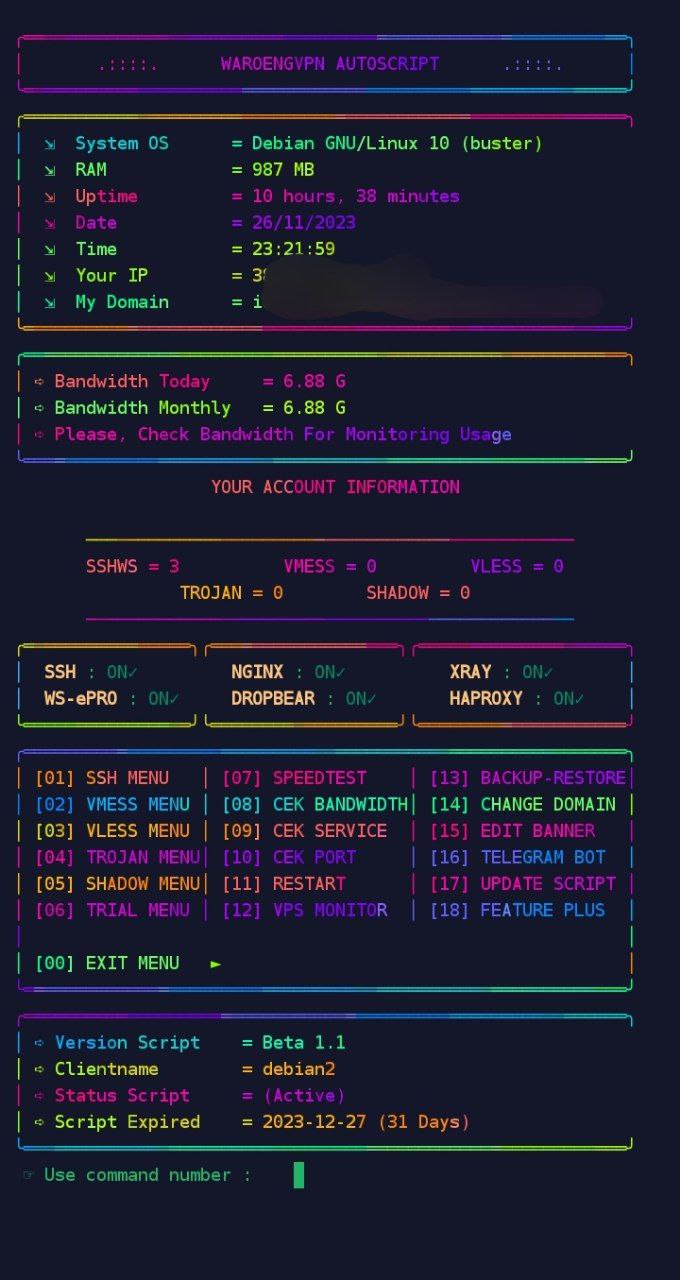 .::::. WAROENGVPN AUTOSCRIPT .::::.
⇲ System OS = Debian GNU/Linux 10 (buster)
⇲ RAM = 987 MB
⇲ Uptime = 10 hours, 38 minutes
⇲ Date = 26/11/2023
⇲ Time = 23:21:59
⇲ Your IP =
⇲ My Domain =
➪ Bandwidth Today = 6.88 G
➪ Bandwidth Monthly = 6.88 G
➪ Please, Check Bandwidth For Monitoring Usage
YOUR ACCOUNT INFORMATION
SSHWS = 3 VMESS = 0 VLESS = 0
TROJAN = 0 SHADOW = 0
SSH : ON✓ NGINX : ON✓ XRAY : ON✓
WS-ePRO : ON✓ DROPBEAR : ON✓ HAPROXY : ON✓
[01] SSH MENU │ [07] SPEEDTEST │ [13] BACKUP-RESTORE
[02] VMESS MENU │ [08] CEK BANDWIDTH│ [14] CHANGE DOMAIN
[03] VLESS MENU │ [09] CEK SERVICE │ [15] EDIT BANNER
[04] TROJAN MENU│ [10] CEK PORT │ [16] TELEGRAM BOT
[05] SHADOW MENU│ [11] RESTART │ [17] UPDATE SCRIPT
[06] TRIAL MENU │ [12] VPS MONITOR │ [18] FEATURE PLUS
[00] EXIT MENU ►
➪ Version Script = Beta 1.1
➪ Clientname = debian2
➪ Status Script = (Active)
➪ Script Expired = 2023-12-27 (31 Days)
☞ Use command number :